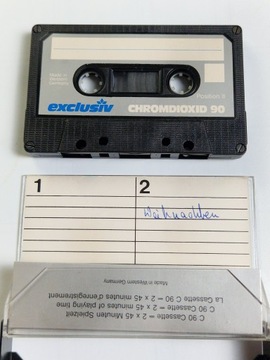 Made in
Western
Germany
Position II
exclusiv
CHROMDIOXID 90
1
2
Weihnachten
Made in Western Germany
La Cassette C 90 = 2 x 45 minutes d'enregistrement
C 90 Cassette = 2 x 45 minutes of playing time
C 90 Cassette = 2 x 45 Minuten Spielzeit